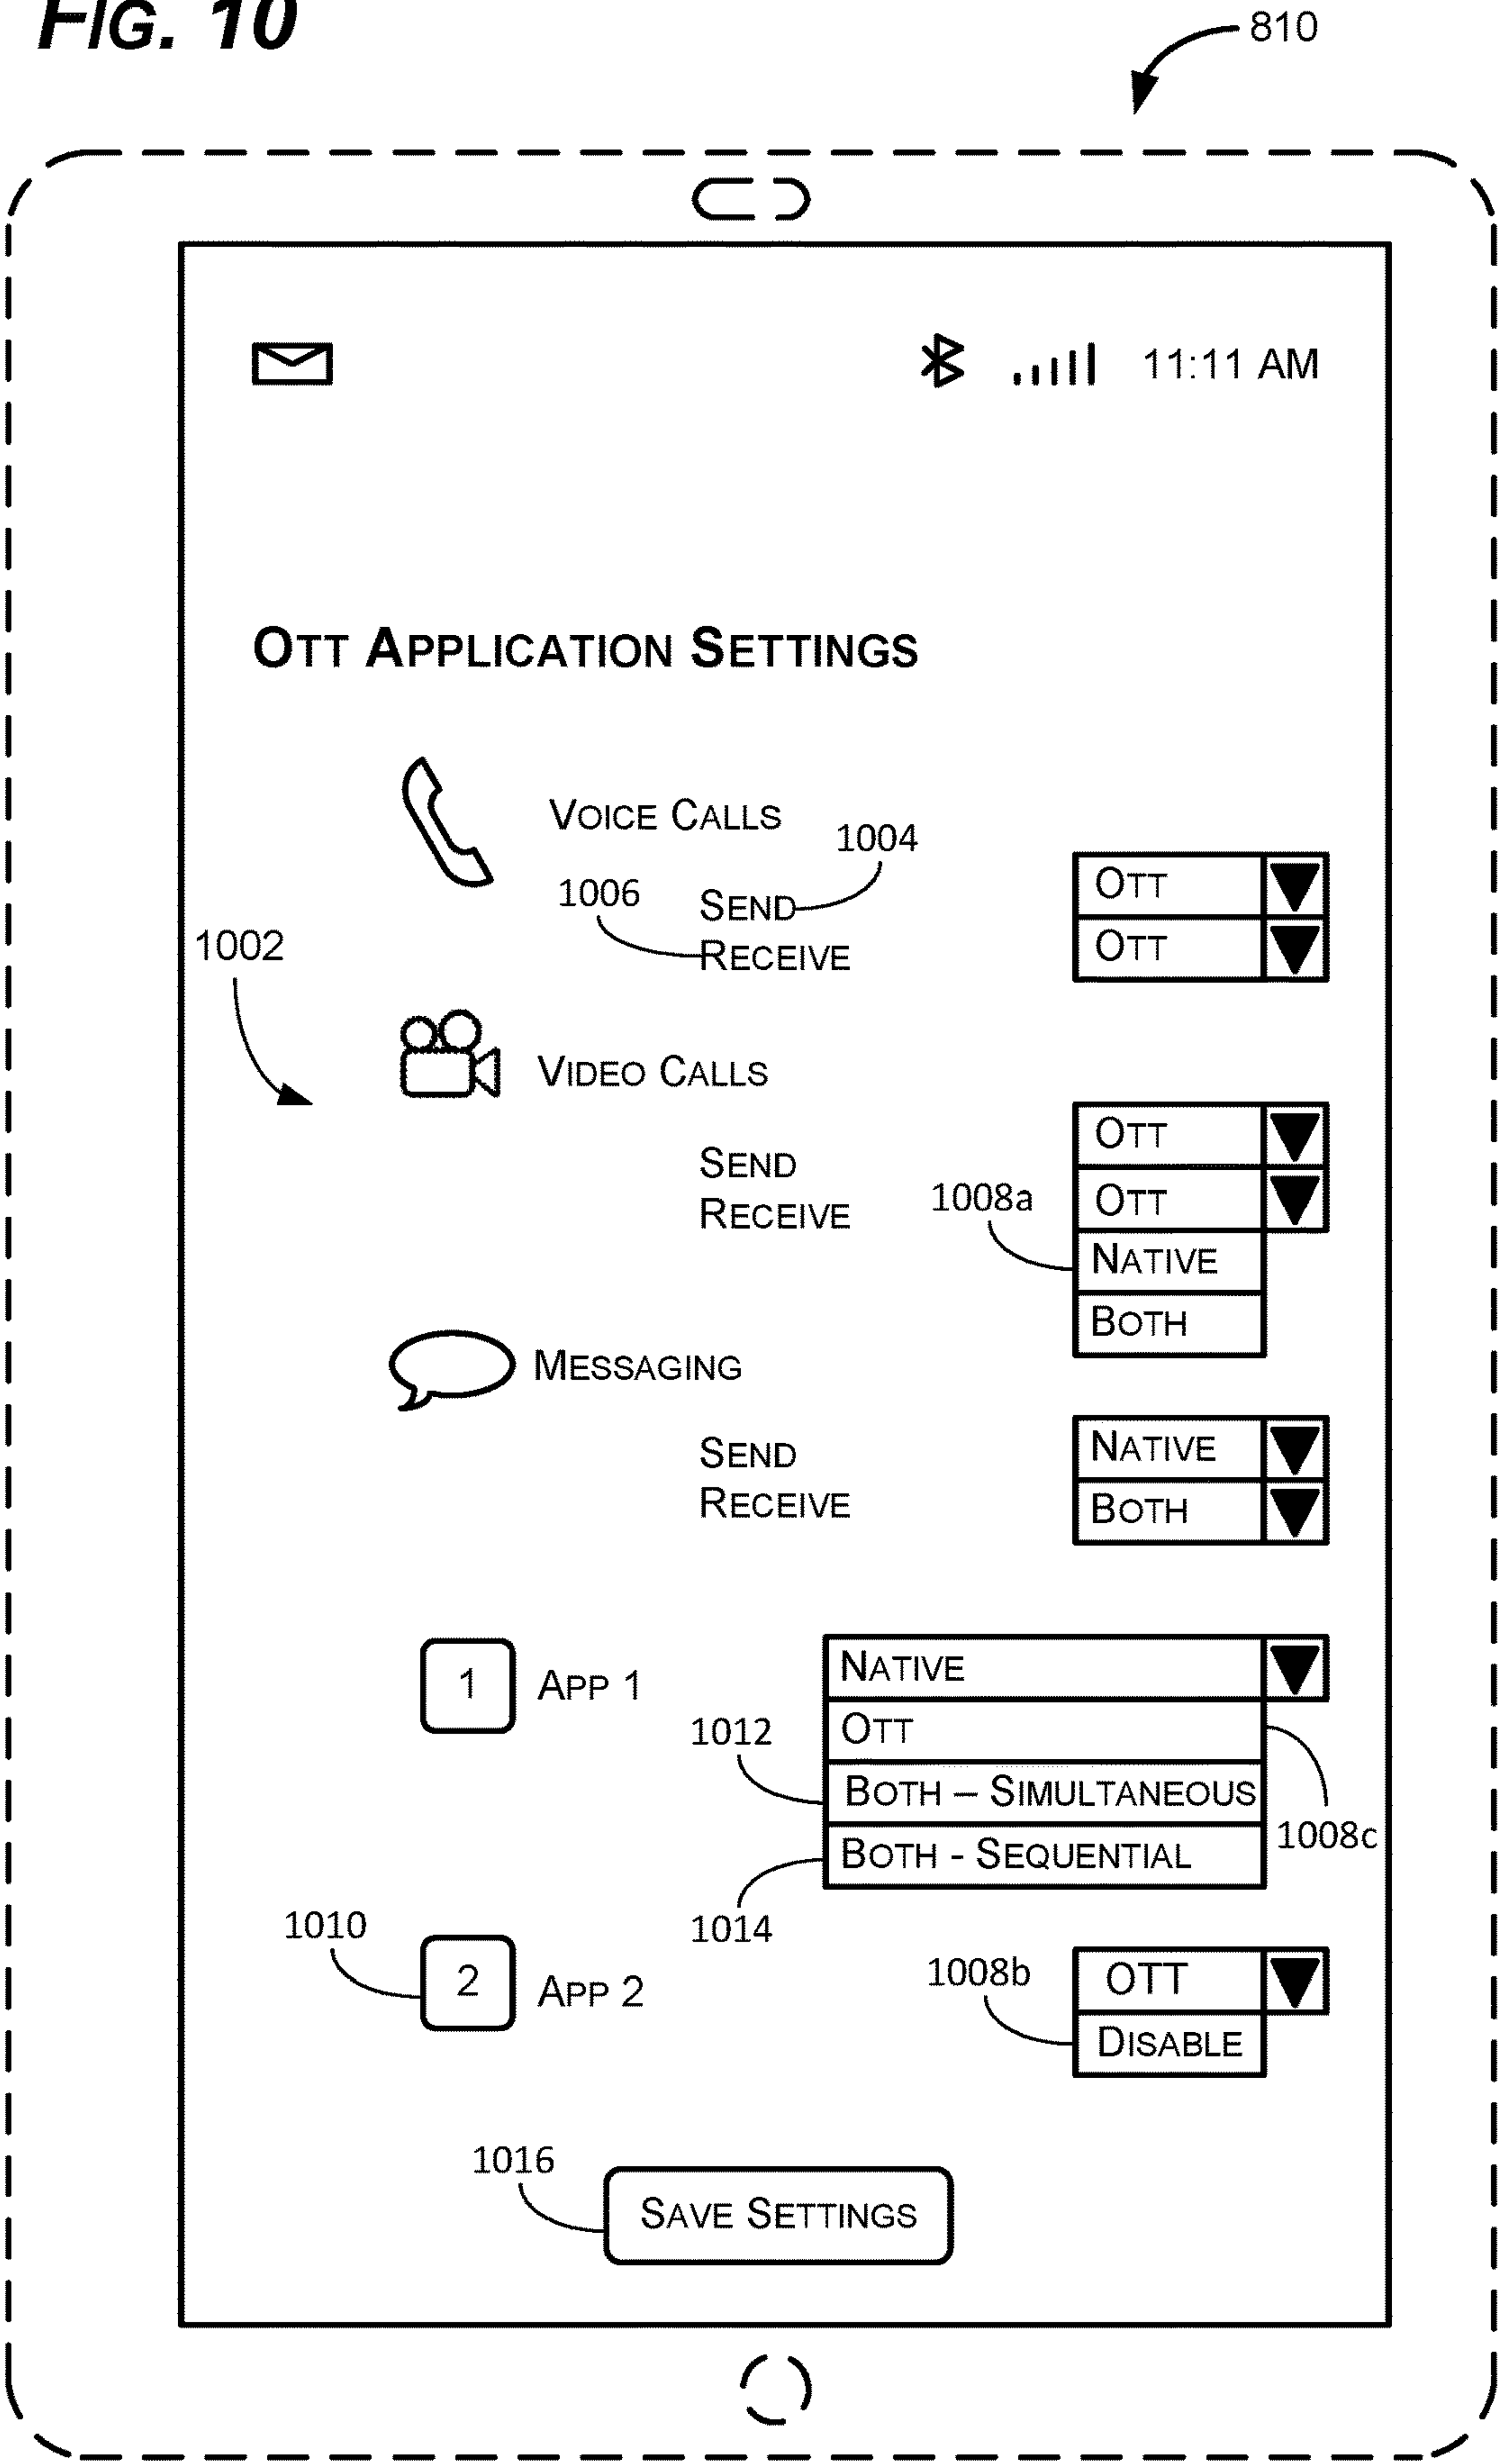 FIG. 10
810
11:11 AM
OTT APPLICATION SETTINGS
VOICE CALLS
1004
1006
SEND
OTT
1002
RECEIVE
OTT
VIDEO CALLS
OTT
SEND
1008a
OTT
RECEIVE
NATIVE
BOTH
MESSAGING
SEND
NATIVE
RECEIVE
BOTH
1
APP 1
NATIVE
1012
OTT
BOTH – SIMULTANEOUS
1008c
BOTH - SEQUENTIAL
1014
1010
2
APP 2
1008b
OTT
DISABLE
1016
SAVE SETTINGS